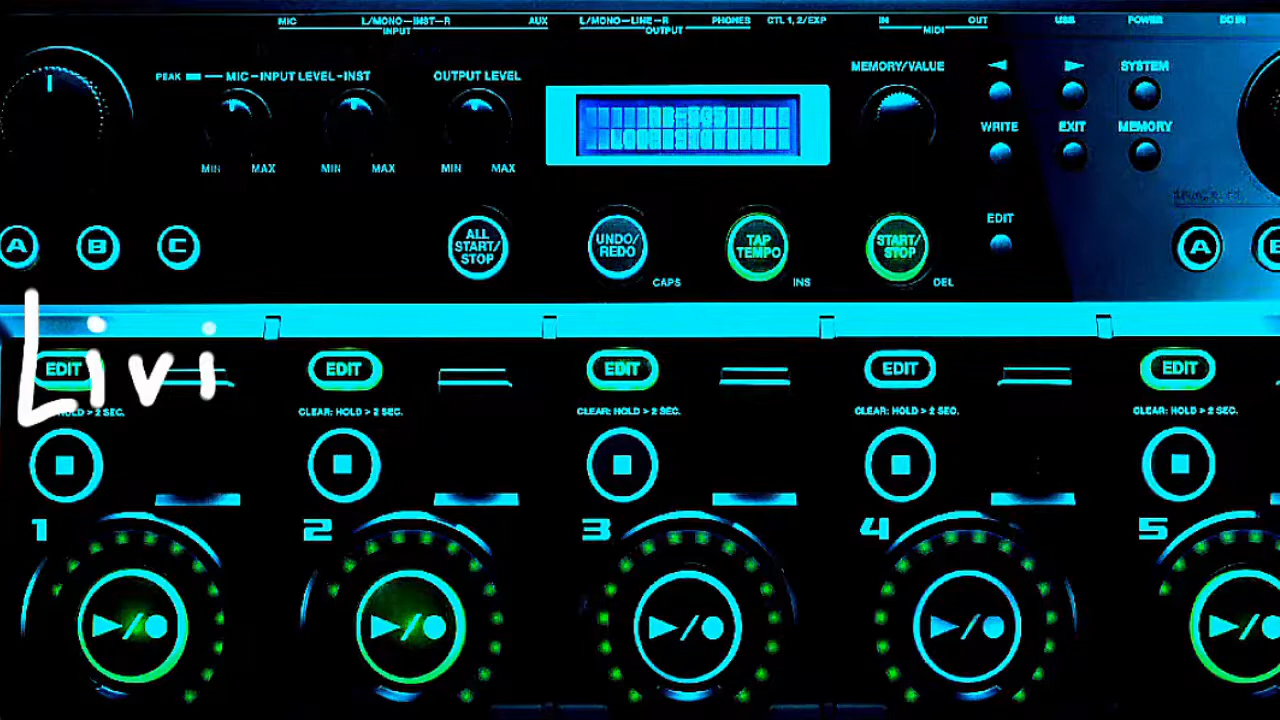 MIC L/MONO–INST–R AUX L/MONO–LINE–R PHONES CTL 1, 2/EXP IN OUT USB POWER DC IN
INPUT OUTPUT MIDI
PEAK MIC–INPUT LEVEL–INST OUTPUT LEVEL MEMORY/VALUE ◄ ► SYSTEM
RC-505
LOOP STATION
WRITE EXIT MEMORY
MIN MAX MIN MAX MIN MAX
A B C ALL START/STOP UNDO/REDO TAP TEMPO START/STOP EDIT A B
CAPS INS DEL
Livi
EDIT EDIT EDIT EDIT EDIT
HOLD > 2 SEC. CLEAR: HOLD > 2 SEC. CLEAR: HOLD > 2 SEC. CLEAR: HOLD > 2 SEC. CLEAR: HOLD > 2 SEC.
1 2 3 4 5